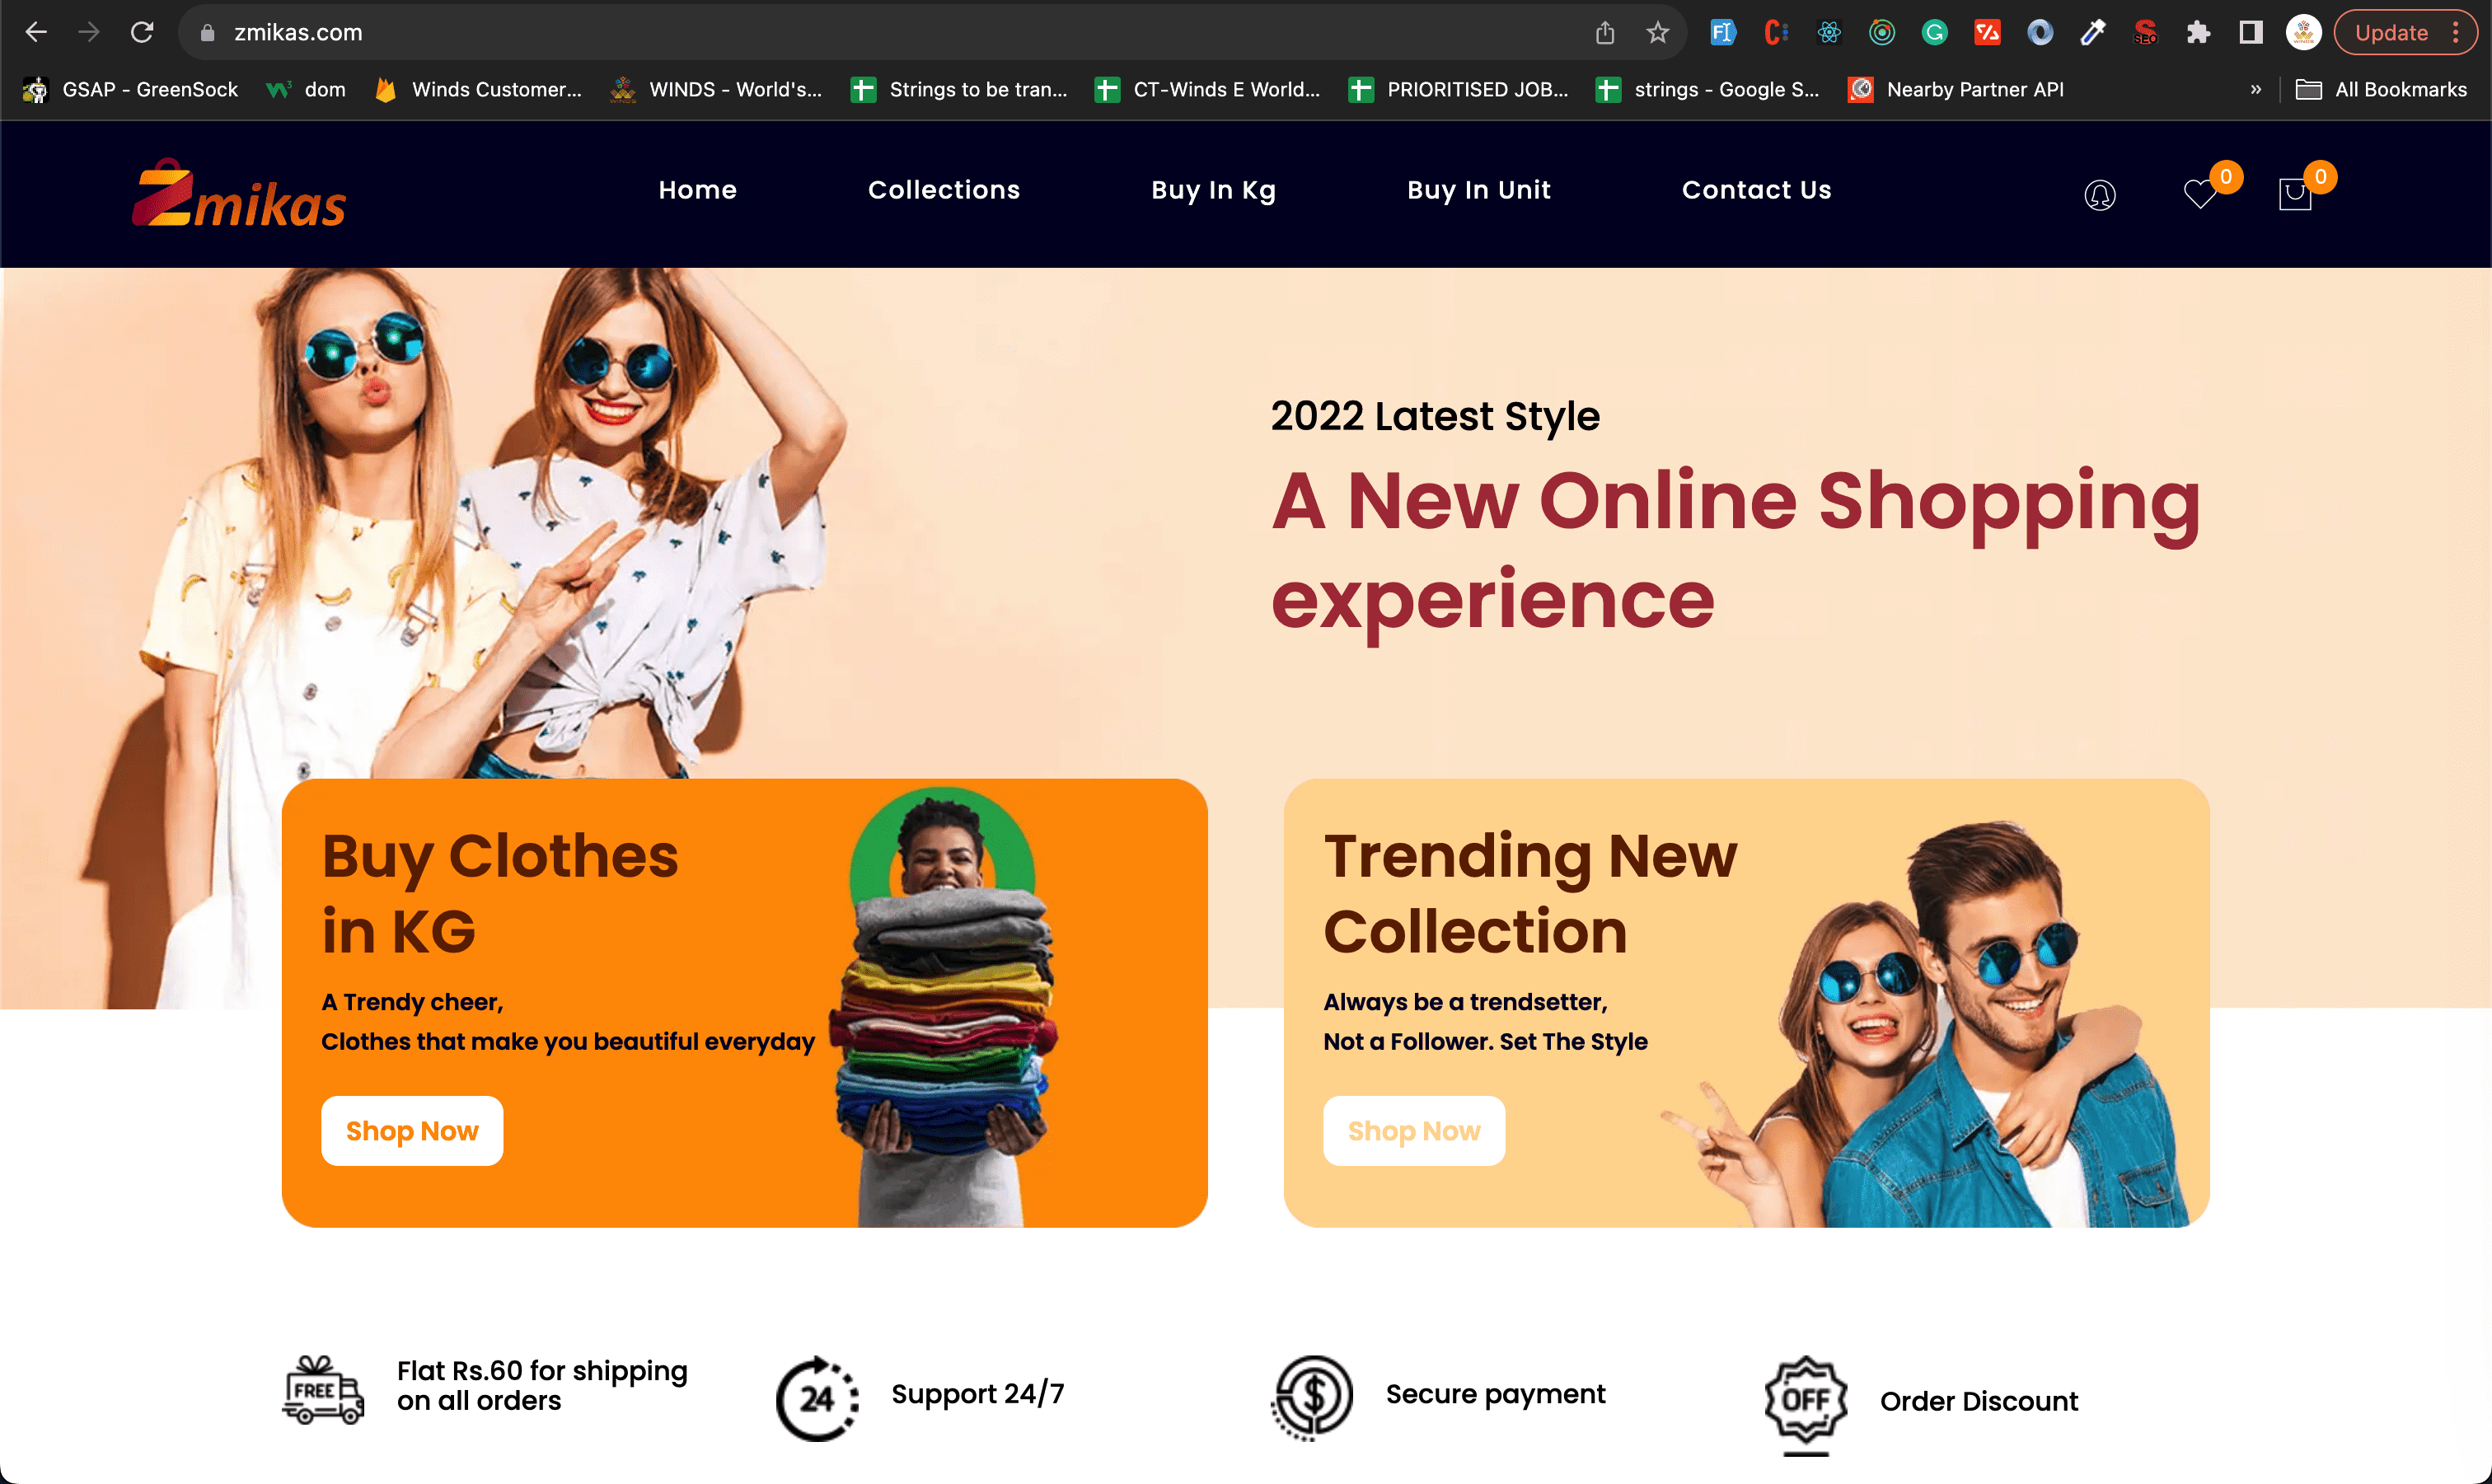 zmikas.com
Update
GSAP - GreenSock
dom
Winds Customer...
WINDS - World's...
Strings to be tran...
CT-Winds E World...
PRIORITISED JOB...
strings - Google S...
Nearby Partner API
»
All Bookmarks
Zmikas
Home
Collections
Buy In Kg
Buy In Unit
Contact Us
0
0
2022 Latest Style
A New Online Shopping
experience
Buy Clothes
in KG
A Trendy cheer,
Clothes that make you beautiful everyday
Shop Now
Trending New
Collection
Always be a trendsetter,
Not a Follower. Set The Style
Shop Now
FREE
Flat Rs.60 for shipping
on all orders
24
Support 24/7
$
Secure payment
OFF
Order Discount